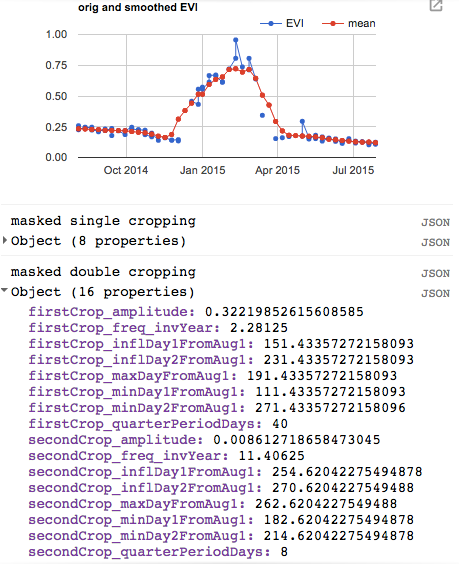 orig and smoothed EVI
EVI mean
1.00
0.75
0.50
0.25
0.00
Oct 2014 Jan 2015 Apr 2015 Jul 2015
masked single cropping JSON
Object (8 properties) JSON
masked double cropping JSON
Object (16 properties) JSON
firstCrop_amplitude: 0.32219852615608585
firstCrop_freq_invYear: 2.28125
firstCrop_inflDay1FromAug1: 151.43357272158093
firstCrop_inflDay2FromAug1: 231.43357272158093
firstCrop_maxDayFromAug1: 191.43357272158093
firstCrop_minDay1FromAug1: 111.43357272158093
firstCrop_minDay2FromAug1: 271.43357272158096
firstCrop_quarterPeriodDays: 40
secondCrop_amplitude: 0.008612718658473045
secondCrop_freq_invYear: 11.40625
secondCrop_inflDay1FromAug1: 254.62042275494878
secondCrop_inflDay2FromAug1: 270.6204227549488
secondCrop_maxDayFromAug1: 262.6204227549488
secondCrop_minDay1FromAug1: 182.62042275494878
secondCrop_minDay2FromAug1: 214.62042275494878
secondCrop_quarterPeriodDays: 8